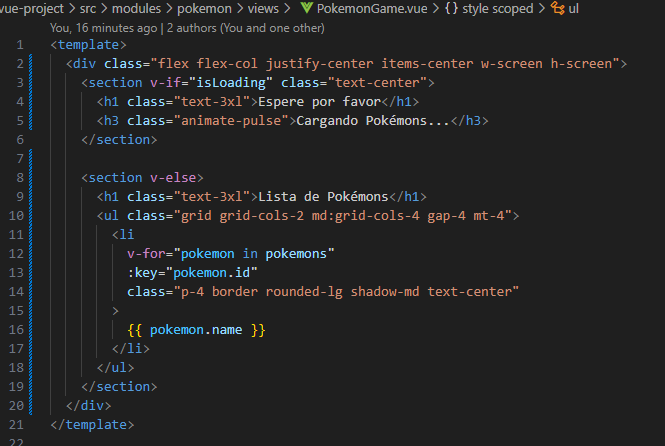 vue-project > src > modules > pokemon > views > PokemonGame.vue > {} style scoped > ul
You, 16 minutes ago | 2 authors (You and one other)
1 <template>
2 <div class="flex flex-col justify-center items-center w-screen h-screen">
3 <section v-if="isLoading" class="text-center">
4 <h1 class="text-3xl">Espere por favor</h1>
5 <h3 class="animate-pulse">Cargando Pokémons...</h3>
6 </section>
7
8 <section v-else>
9 <h1 class="text-3xl">Lista de Pokémons</h1>
10 <ul class="grid grid-cols-2 md:grid-cols-4 gap-4 mt-4">
11 <li
12 v-for="pokemon in pokemons"
13 :key="pokemon.id"
14 class="p-4 border rounded-lg shadow-md text-center"
15 >
16 {{ pokemon.name }}
17 </li>
18 </ul>
19 </section>
20 </div>
21 </template>
22